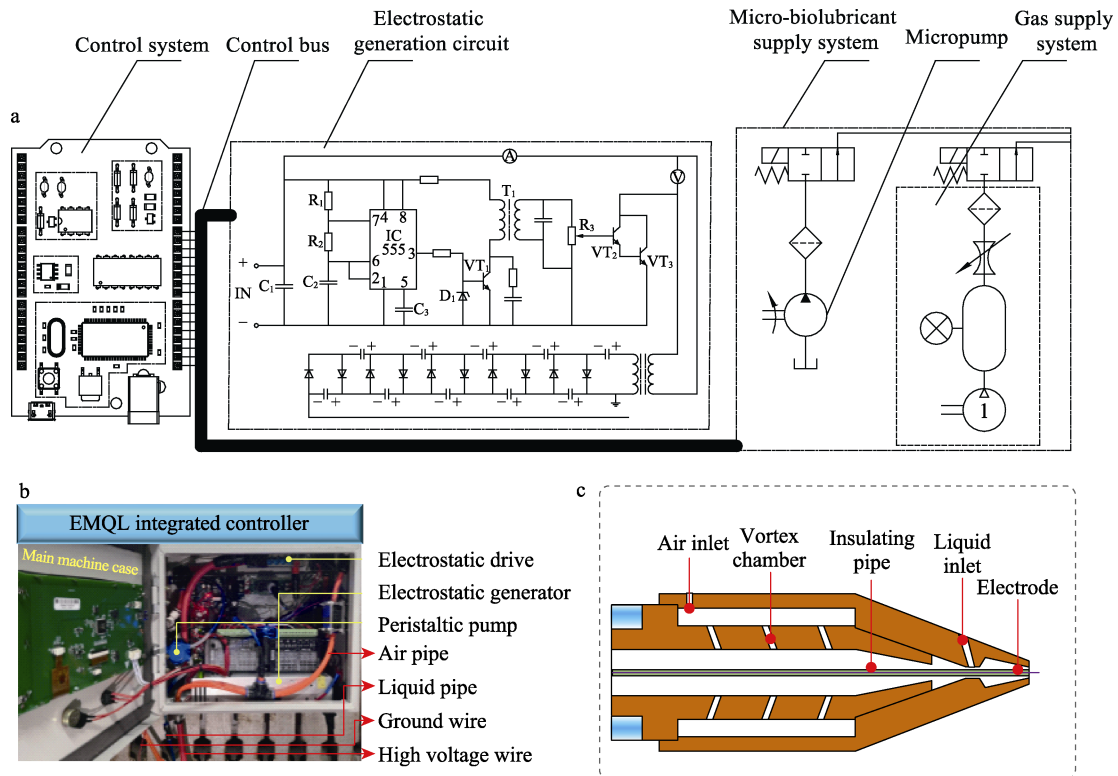 Control system
Control bus
Electrostatic
generation circuit
Micro-biolubricant
supply system
Micropump
Gas supply
system
a
A
V
R1
T1
7
4
8
IC
555
R2
R3
6
3
VT1
VT2
VT3
+
IN
−
C1
C2
2
1
5
D1
C3
− + − + − + − + − +
− + − + − + − +
1
b
EMQL integrated controller
Main machine case
Electrostatic drive
Electrostatic generator
Peristaltic pump
Air pipe
Liquid pipe
Ground wire
High voltage wire
c
Air inlet
Vortex
chamber
Insulating
pipe
Liquid
inlet
Electrode